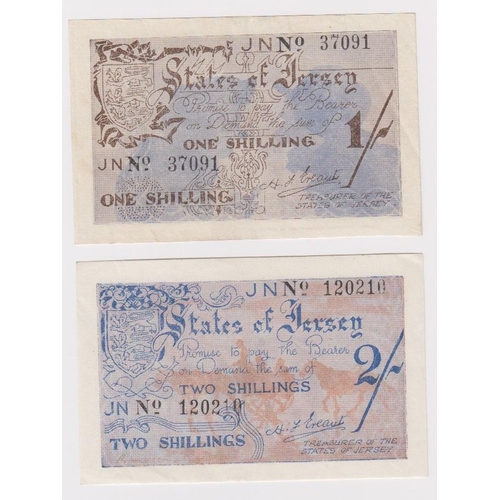 JN No 37091
States of Jersey
Promise to pay the Bearer
on Demand the sum of
ONE SHILLING
1/-
JN No 37091
ONE SHILLING
TREASURER OF THE
STATES OF JERSEY.
JN No 120210
States of Jersey
Promise to pay the Bearer
on Demand the sum of
TWO SHILLINGS
2/-
JN No 120210
TWO SHILLINGS
TREASURER OF THE
STATES OF JERSEY.